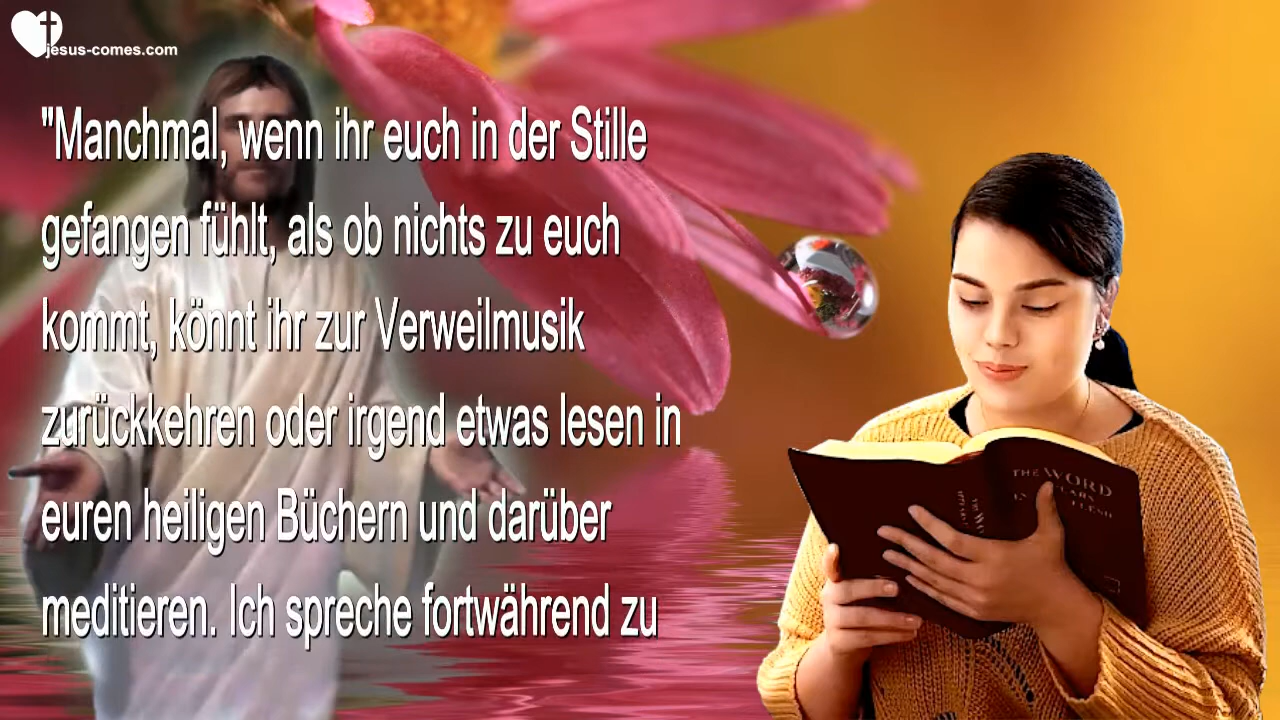 jesus-comes.com
"Manchmal, wenn ihr euch in der Stille
gefangen fühlt, als ob nichts zu euch
kommt, könnt ihr zur Verweilmusik
zurückkehren oder irgend etwas lesen in
euren heiligen Büchern und darüber
meditieren. Ich spreche fortwährend zu
THE WORD